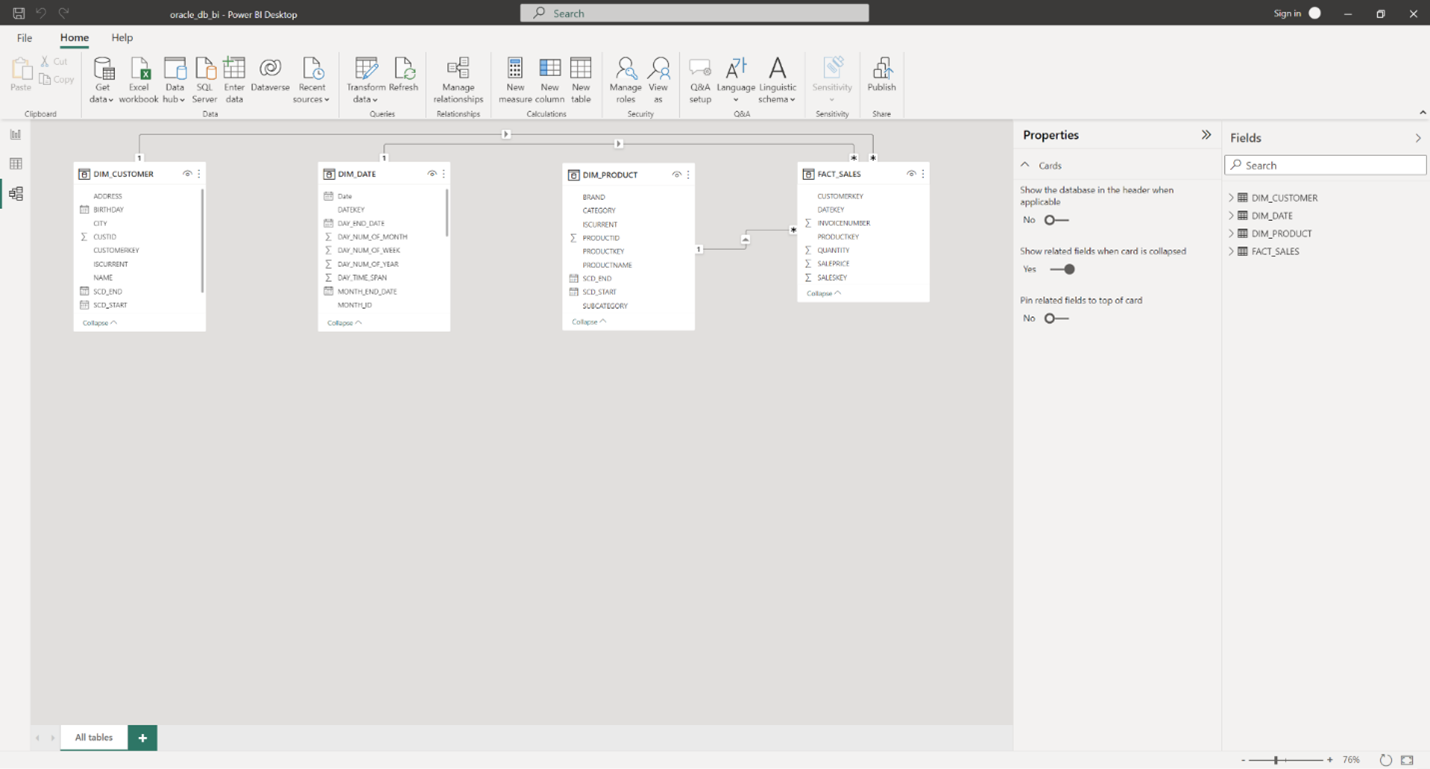 oracle_db_bi - Power BI Desktop
Search
Sign in
File Home Help
Paste
Cut
Copy
Clipboard
Get data
Excel workbook
Data hub
SQL Server
Enter data
Dataverse
Recent sources
Data
Transform data
Refresh
Queries
Manage relationships
Relationships
New measure
New column
New table
Calculations
Manage roles
View as
Security
Q&A setup
Language
Linguistic schema
Q&A
Sensitivity
Sensitivity
Publish
Share
1
1
* *
DIM_CUSTOMER
ADDRESS
BIRTHDAY
CITY
CUSTID
CUSTOMERKEY
ISCURRENT
NAME
SCD_END
SCD_START
Collapse
DIM_DATE
Date
DATEKEY
DAY_END_DATE
DAY_NUM_OF_MONTH
DAY_NUM_OF_WEEK
DAY_NUM_OF_YEAR
DAY_TIME_SPAN
MONTH_END_DATE
MONTH_ID
Collapse
DIM_PRODUCT
BRAND
CATEGORY
ISCURRENT
PRODUCTID
PRODUCTKEY
PRODUCTNAME
SCD_END
SCD_START
SUBCATEGORY
Collapse
1
*
FACT_SALES
CUSTOMERKEY
DATEKEY
INVOICENUMBER
PRODUCTKEY
QUANTITY
SALEPRICE
SALESKEY
Collapse
Properties
Cards
Show the database in the header when
applicable
No
Show related fields when card is collapsed
Yes
Pin related fields to top of card
No
Fields
Search
DIM_CUSTOMER
DIM_DATE
DIM_PRODUCT
FACT_SALES
All tables
+
- + 76%